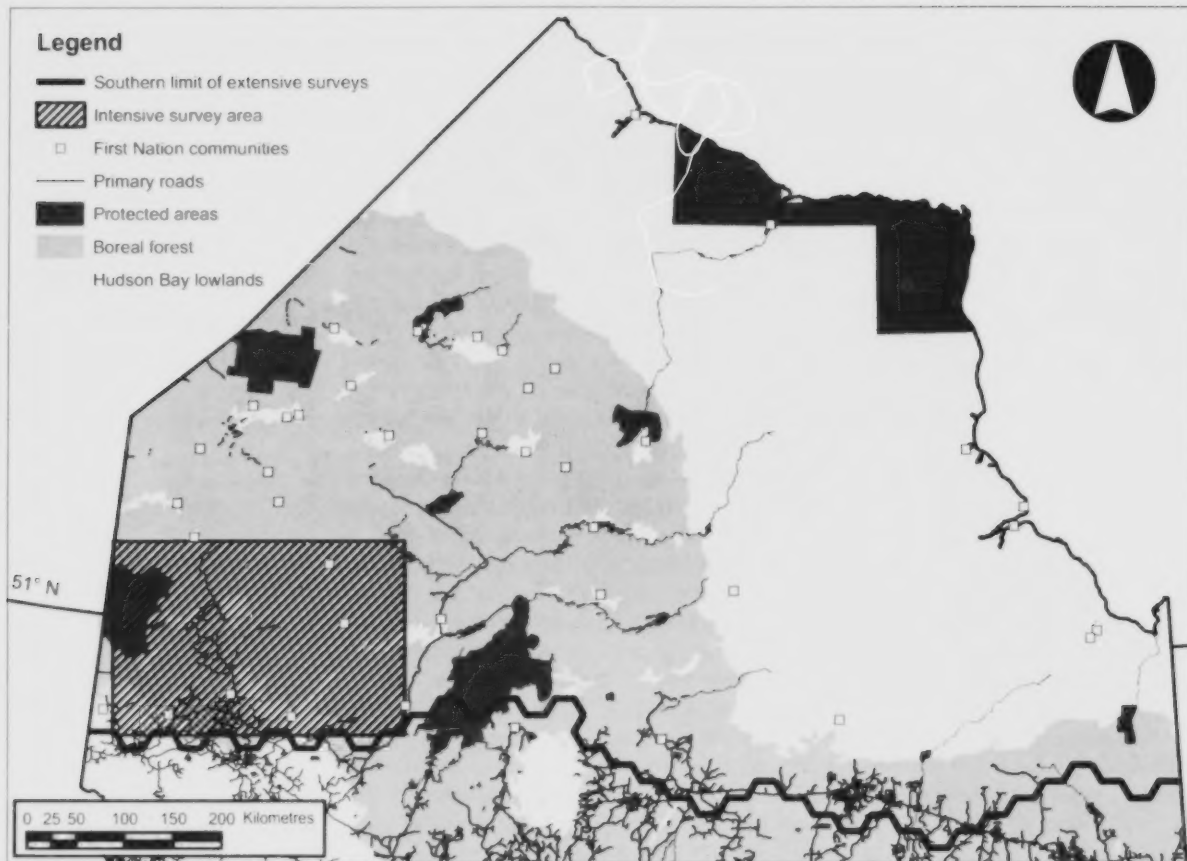 Legend
Southern limit of extensive surveys
Intensive survey area
First Nation communities
Primary roads
Protected areas
Boreal forest
Hudson Bay lowlands
51° N
0 25 50 100 150 200 Kilometres